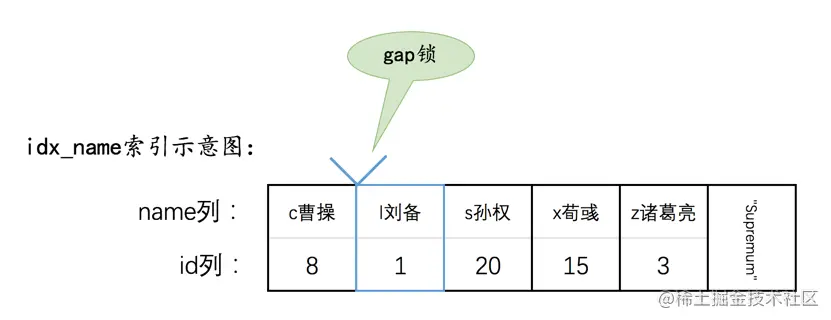 gap锁
idx_name索引示意图：
name列： c曹操 l刘备 s孙权 x荀彧 z诸葛亮 "Supremum"
id列： 8 1 20 15 3
@稀土掘金技术社区